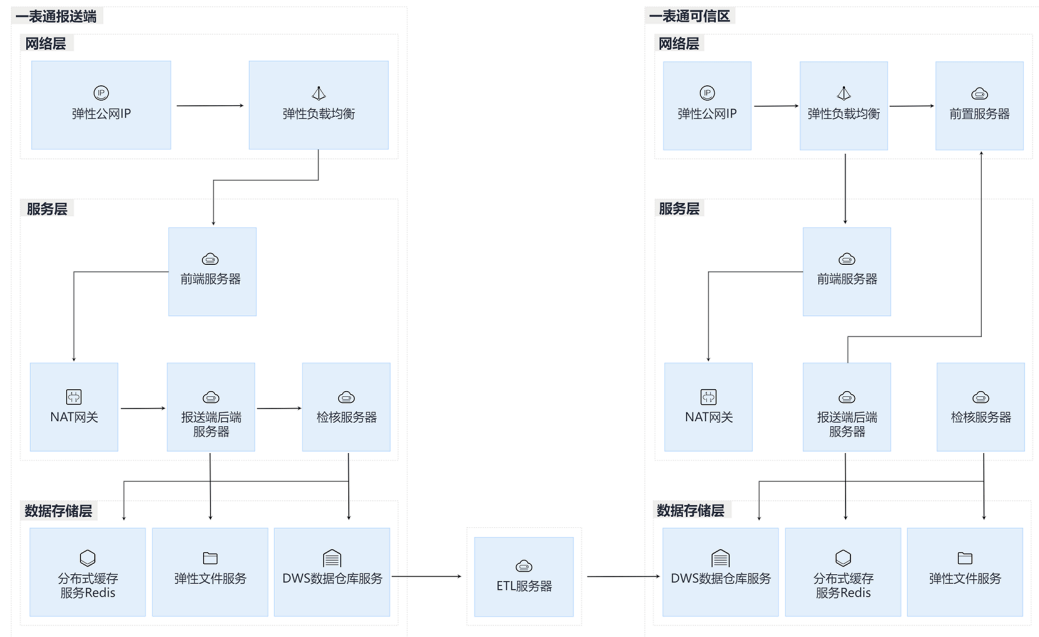 一表通报送端
网络层
弹性公网IP
弹性负载均衡
服务层
前端服务器
NAT网关
报送端后端
服务器
检核服务器
数据存储层
分布式缓存
服务Redis
弹性文件服务
DWS数据仓库服务
ETL服务器
一表通可信区
网络层
弹性公网IP
弹性负载均衡
前置服务器
服务层
前端服务器
NAT网关
报送端后端
服务器
检核服务器
数据存储层
DWS数据仓库服务
分布式缓存
服务Redis
弹性文件服务